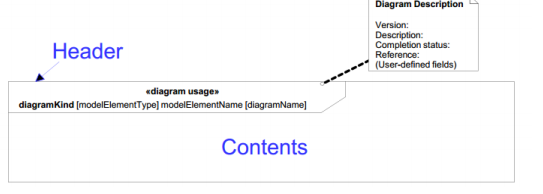 Diagram Description
Version:
Description:
Completion status:
Reference:
(User-defined fields)
Header
«diagram usage»
diagramKind [modelElementType] modelElementName [diagramName]
Contents